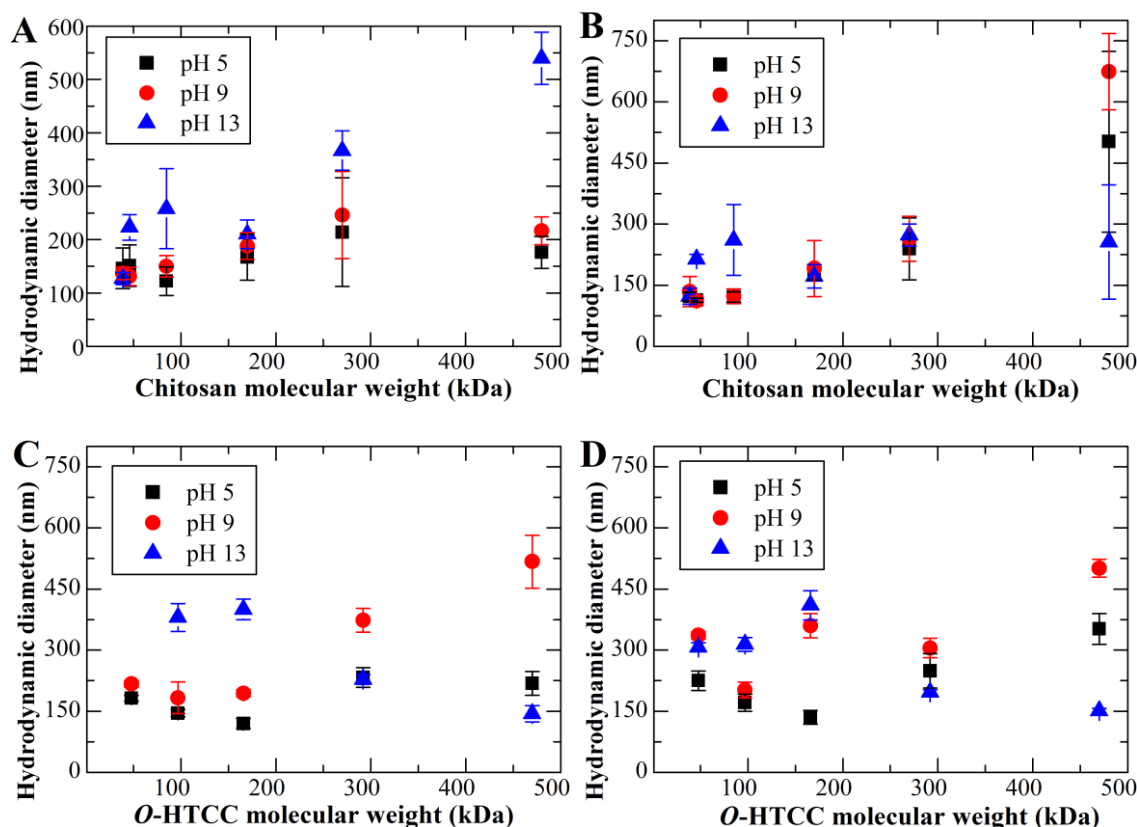 A
Hydrodynamic diameter (nm)
600
500
400
300
200
100
0
pH 5
pH 9
pH 13
100 200 300 400 500
Chitosan molecular weight (kDa)
B
Hydrodynamic diameter (nm)
750
600
450
300
150
0
pH 5
pH 9
pH 13
100 200 300 400 500
Chitosan molecular weight (kDa)
C
Hydrodynamic diameter (nm)
750
600
450
300
150
0
pH 5
pH 9
pH 13
0 100 200 300 400 500
O-HTCC molecular weight (kDa)
D
Hydrodynamic diameter (nm)
750
600
450
300
150
0
pH 5
pH 9
pH 13
0 100 200 300 400 500
O-HTCC molecular weight (kDa)